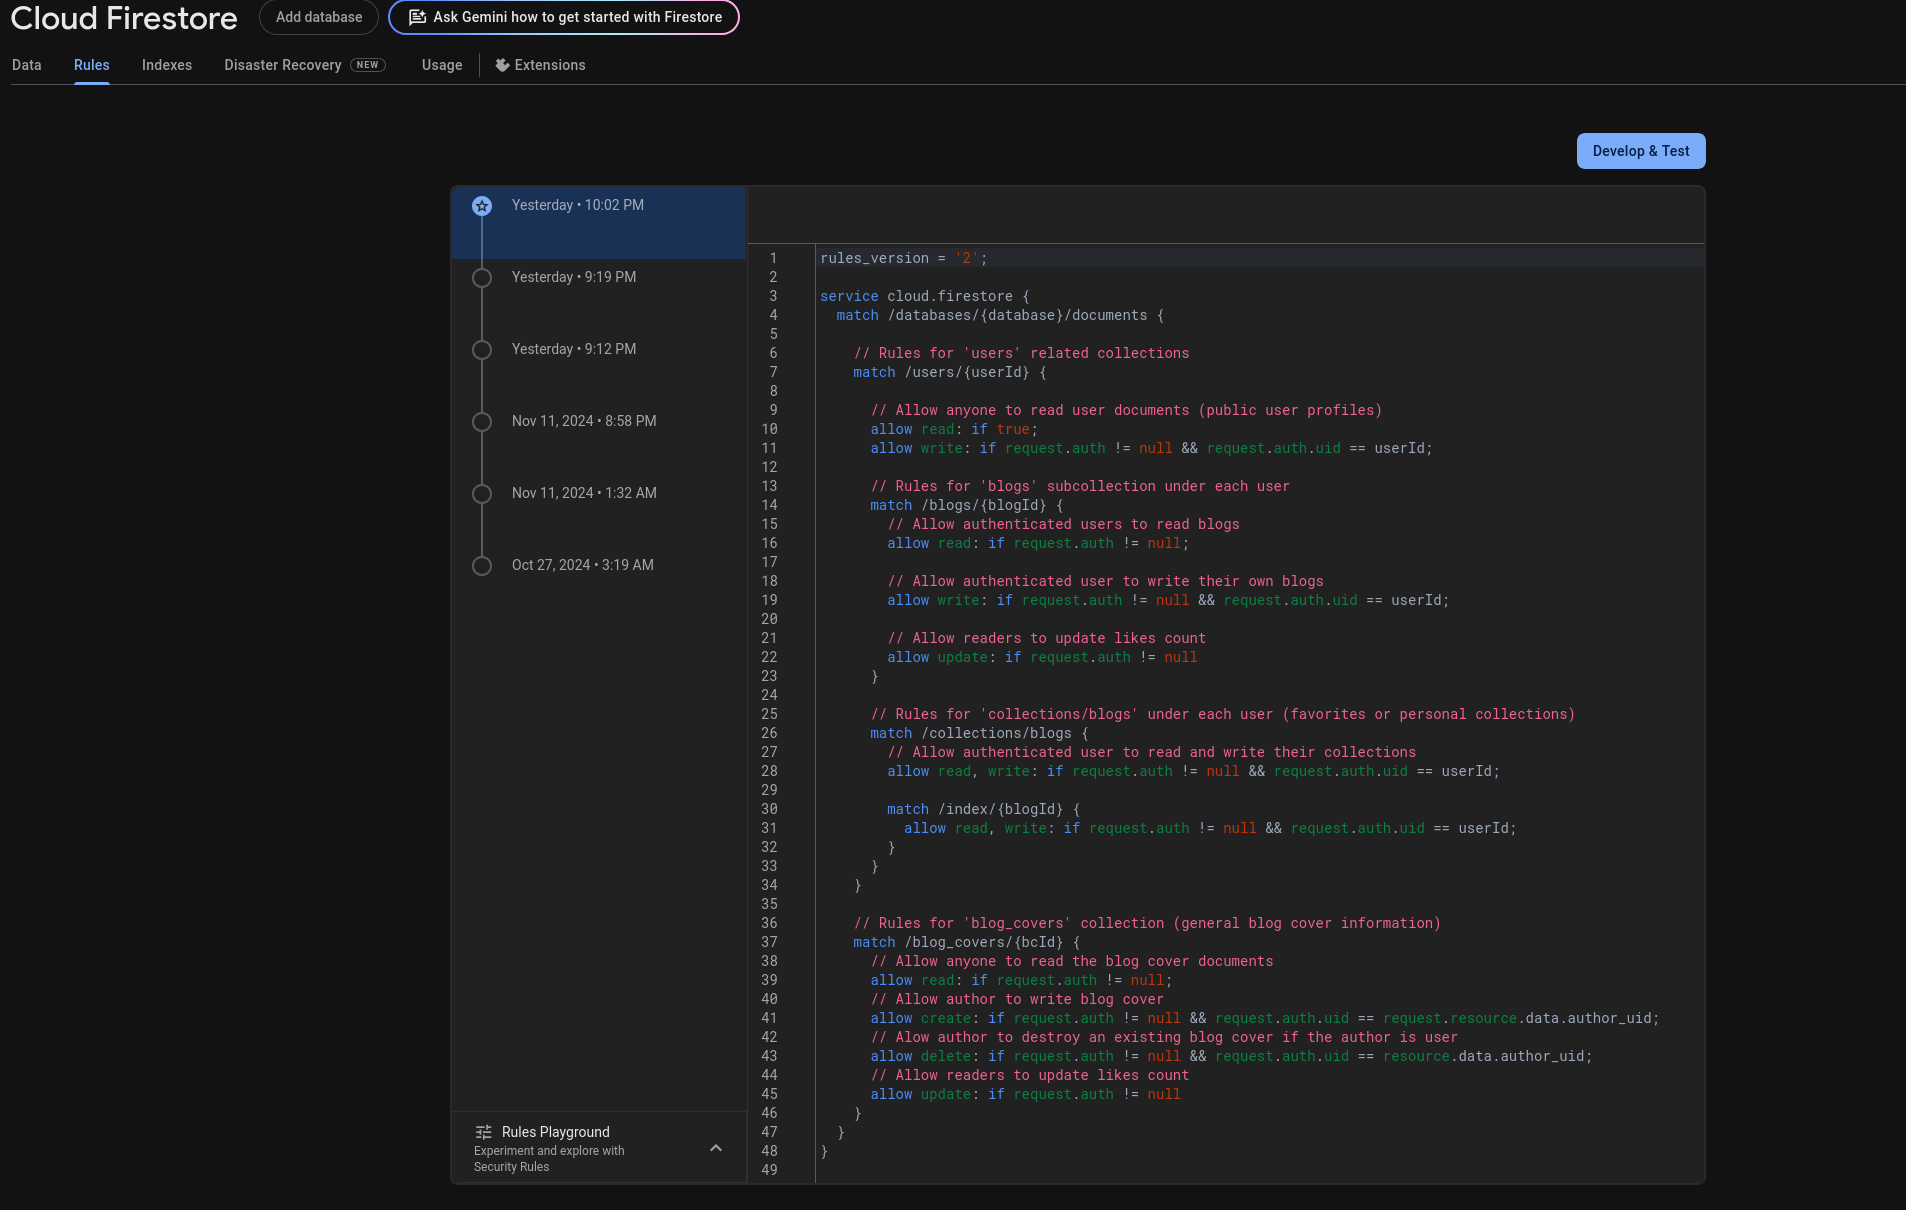 Cloud Firestore
Add database
Ask Gemini how to get started with Firestore
Data
Rules
Indexes
Disaster Recovery NEW
Usage
Extensions
Develop & Test
Yesterday • 10:02 PM
Yesterday • 9:19 PM
Yesterday • 9:12 PM
Nov 11, 2024 • 8:58 PM
Nov 11, 2024 • 1:32 AM
Oct 27, 2024 • 3:19 AM
Rules Playground
Experiment and explore with
Security Rules
1 rules_version = '2';
2
3 service cloud.firestore {
4   match /databases/{database}/documents {
5
6     // Rules for 'users' related collections
7     match /users/{userId} {
8
9       // Allow anyone to read user documents (public user profiles)
10       allow read: if true;
11       allow write: if request.auth != null && request.auth.uid == userId;
12
13       // Rules for 'blogs' subcollection under each user
14       match /blogs/{blogId} {
15         // Allow authenticated users to read blogs
16         allow read: if request.auth != null;
17
18         // Allow authenticated user to write their own blogs
19         allow write: if request.auth != null && request.auth.uid == userId;
20
21         // Allow readers to update likes count
22         allow update: if request.auth != null
23       }
24
25       // Rules for 'collections/blogs' under each user (favorites or personal collections)
26       match /collections/blogs {
27         // Allow authenticated user to read and write their collections
28         allow read, write: if request.auth != null && request.auth.uid == userId;
29
30         match /index/{blogId} {
31           allow read, write: if request.auth != null && request.auth.uid == userId;
32         }
33       }
34     }
35
36     // Rules for 'blog_covers' collection (general blog cover information)
37     match /blog_covers/{bcId} {
38       // Allow anyone to read the blog cover documents
39       allow read: if request.auth != null;
40       // Allow author to write blog cover
41       allow create: if request.auth != null && request.auth.uid == request.resource.data.author_uid;
42       // Alow author to destroy an existing blog cover if the author is user
43       allow delete: if request.auth != null && request.auth.uid == resource.data.author_uid;
44       // Allow readers to update likes count
45       allow update: if request.auth != null
46     }
47   }
48 }
49